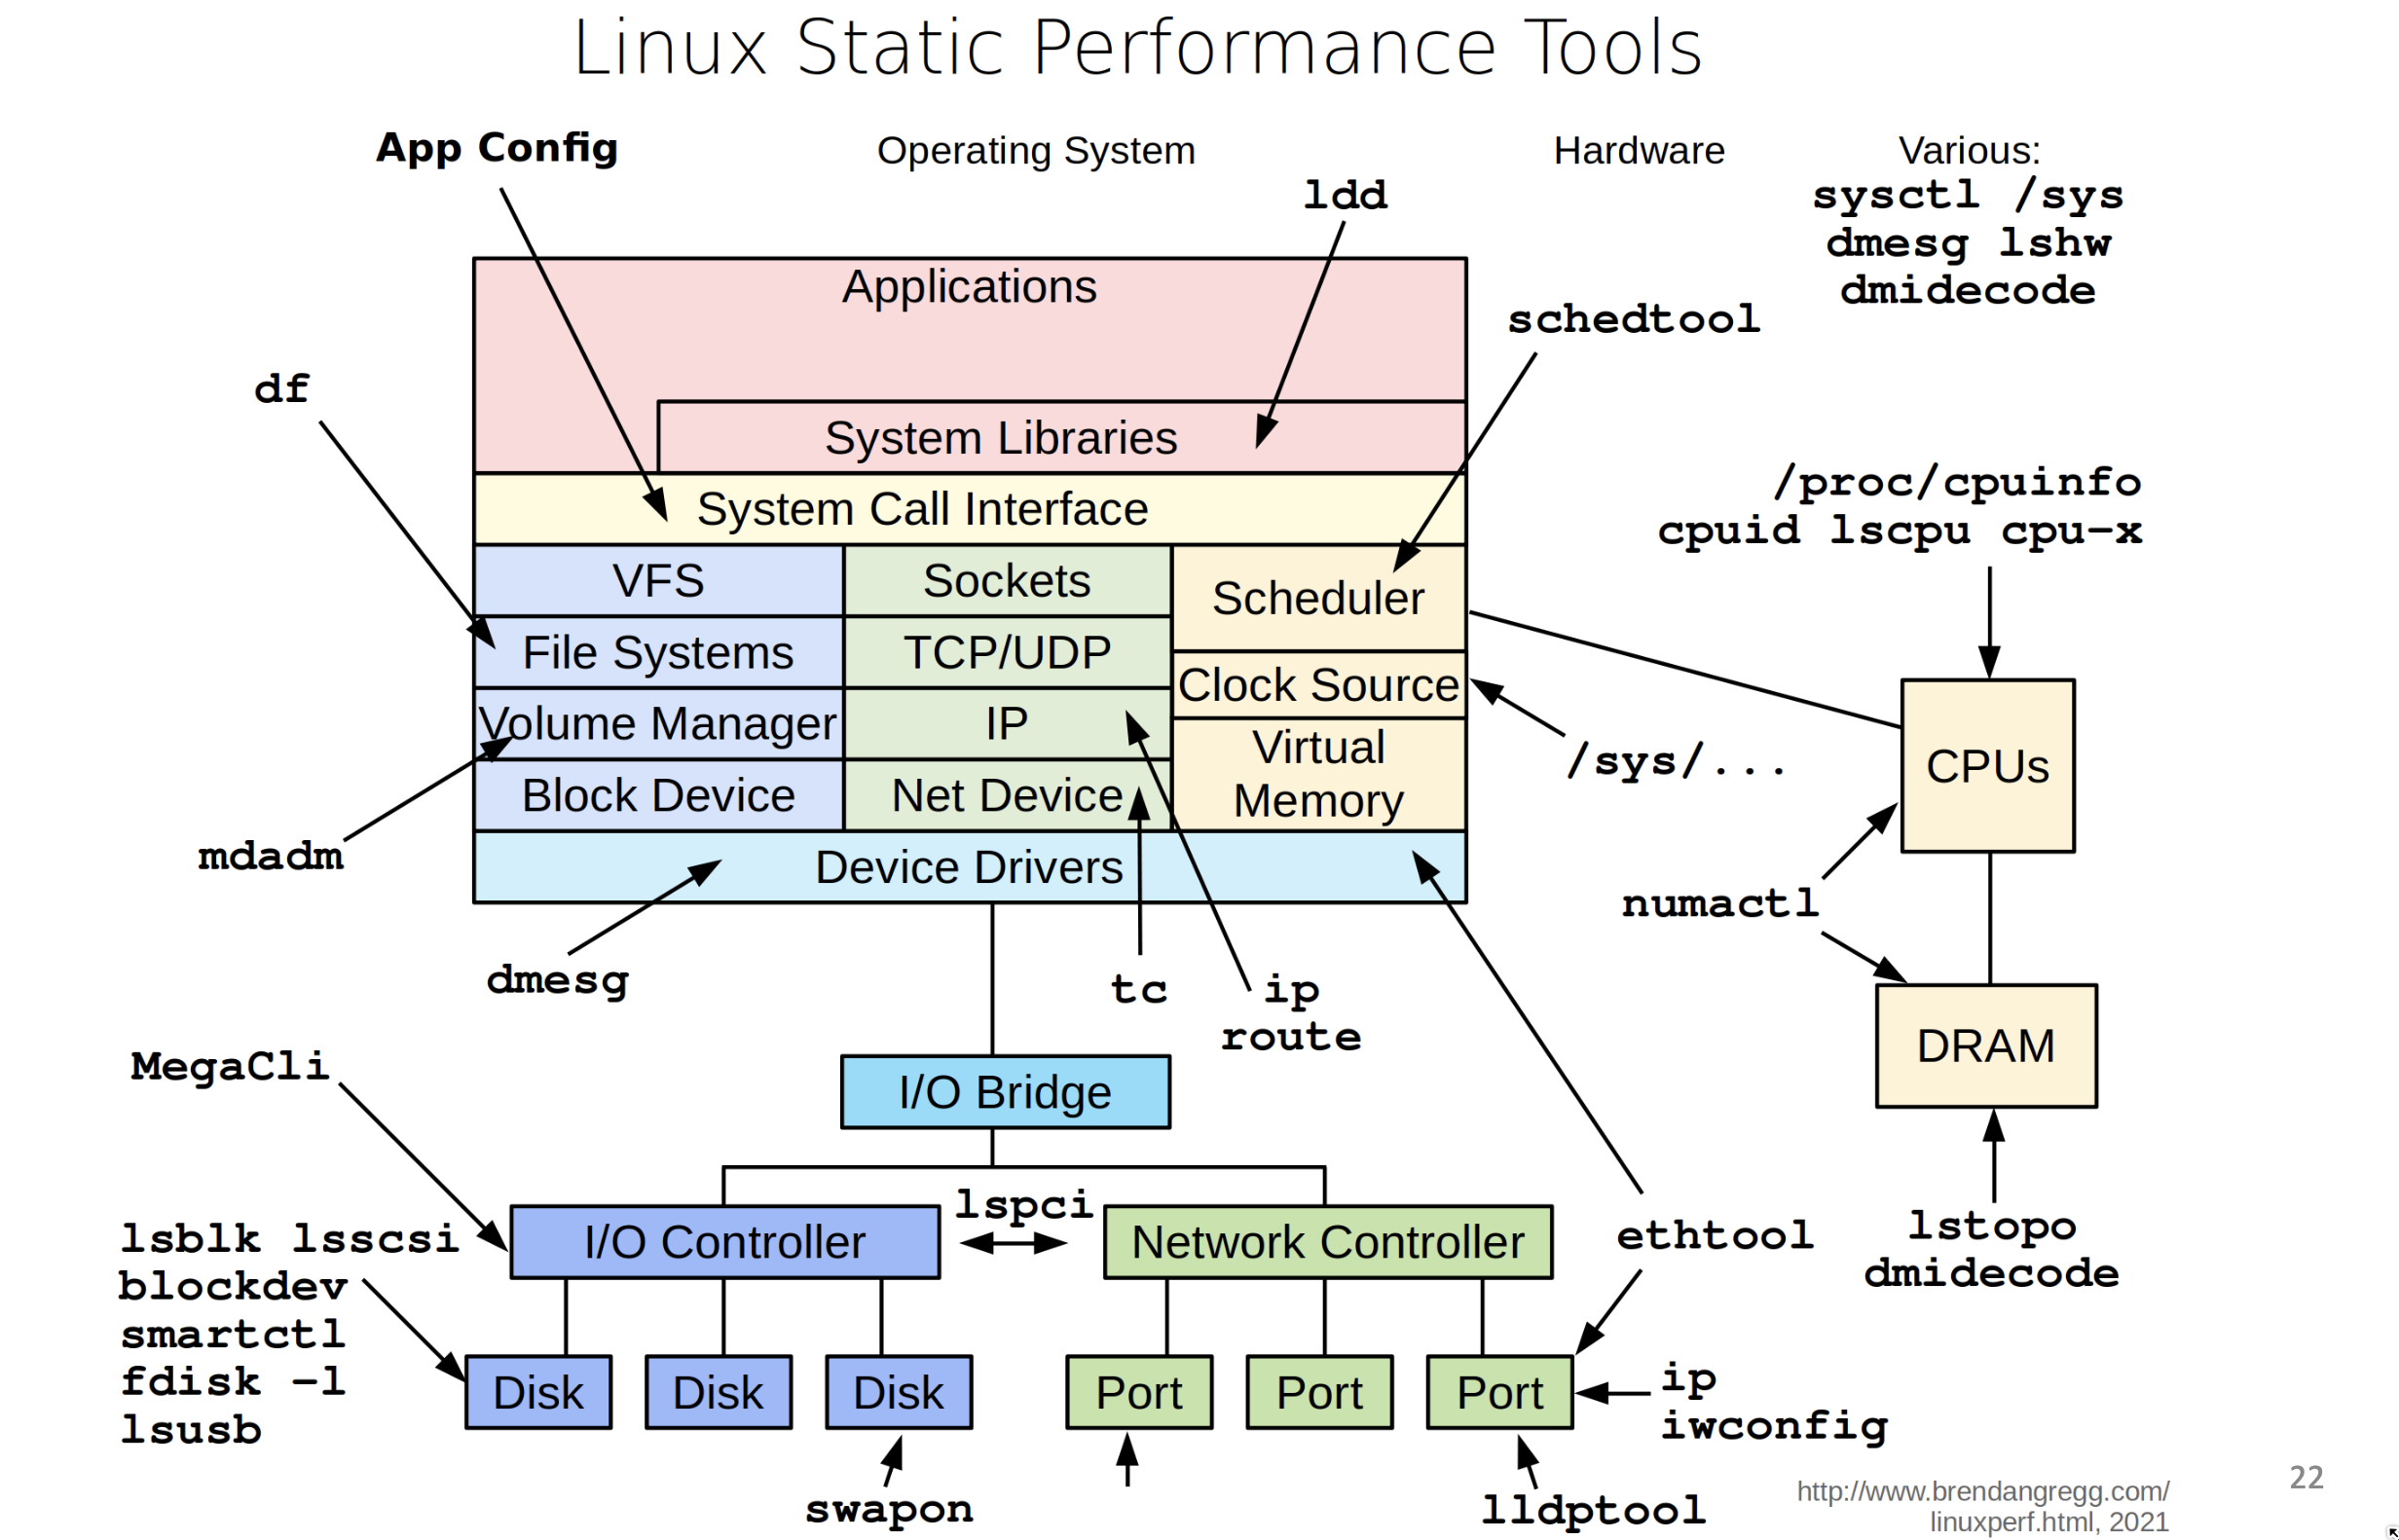 Linux Static Performance Tools
App Config
Operating System
Hardware
Various:
sysctl /sys
dmesg lshw
dmidecode
ldd
Applications
schedtool
df
System Libraries
/proc/cpuinfo
cpuid lscpu cpu-x
System Call Interface
VFS
Sockets
Scheduler
File Systems
TCP/UDP
Clock Source
Volume Manager
IP
Virtual
Memory
/sys/...
CPUs
Block Device
Net Device
mdadm
Device Drivers
numactl
dmesg
tc
ip
route
DRAM
MegaCli
I/O Bridge
lspci
lsblk lsscsi
blockdev
smartctl
fdisk -l
lsusb
I/O Controller
Network Controller
ethtool
lstopo
dmidecode
Disk
Disk
Disk
Port
Port
Port
ip
iwconfig
swapon
lldptool
http://www.brendangregg.com/
linuxperf.html, 2021
22